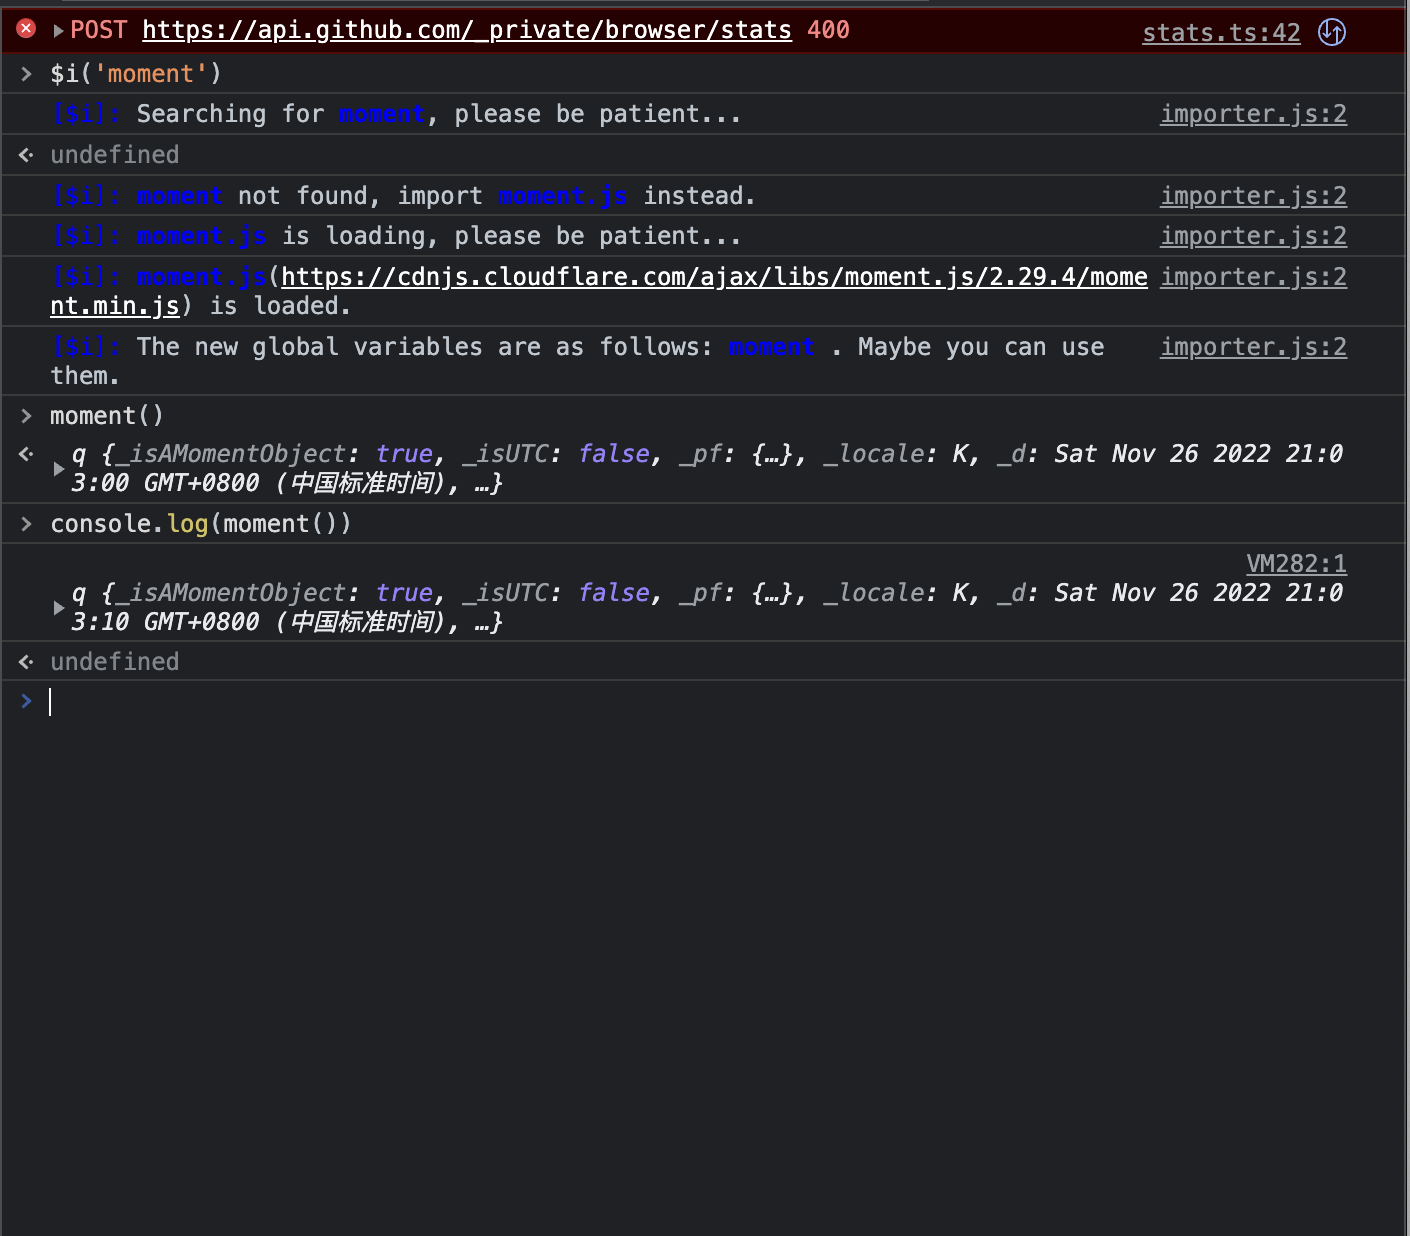 POST https://api.github.com/_private/browser/stats 400 stats.ts:42
> $i('moment')
[$i]: Searching for moment, please be patient... importer.js:2
undefined
[$i]: moment not found, import moment.js instead. importer.js:2
[$i]: moment.js is loading, please be patient... importer.js:2
[$i]: moment.js(https://cdnjs.cloudflare.com/ajax/libs/moment.js/2.29.4/mome importer.js:2
nt.min.js) is loaded.
[$i]: The new global variables are as follows: moment . Maybe you can use importer.js:2
them.
> moment()
q {_isAMomentObject: true, _isUTC: false, _pf: {…}, _locale: K, _d: Sat Nov 26 2022 21:0
3:00 GMT+0800 (中国标准时间), …}
> console.log(moment())
VM282:1
q {_isAMomentObject: true, _isUTC: false, _pf: {…}, _locale: K, _d: Sat Nov 26 2022 21:0
3:10 GMT+0800 (中国标准时间), …}
undefined
>